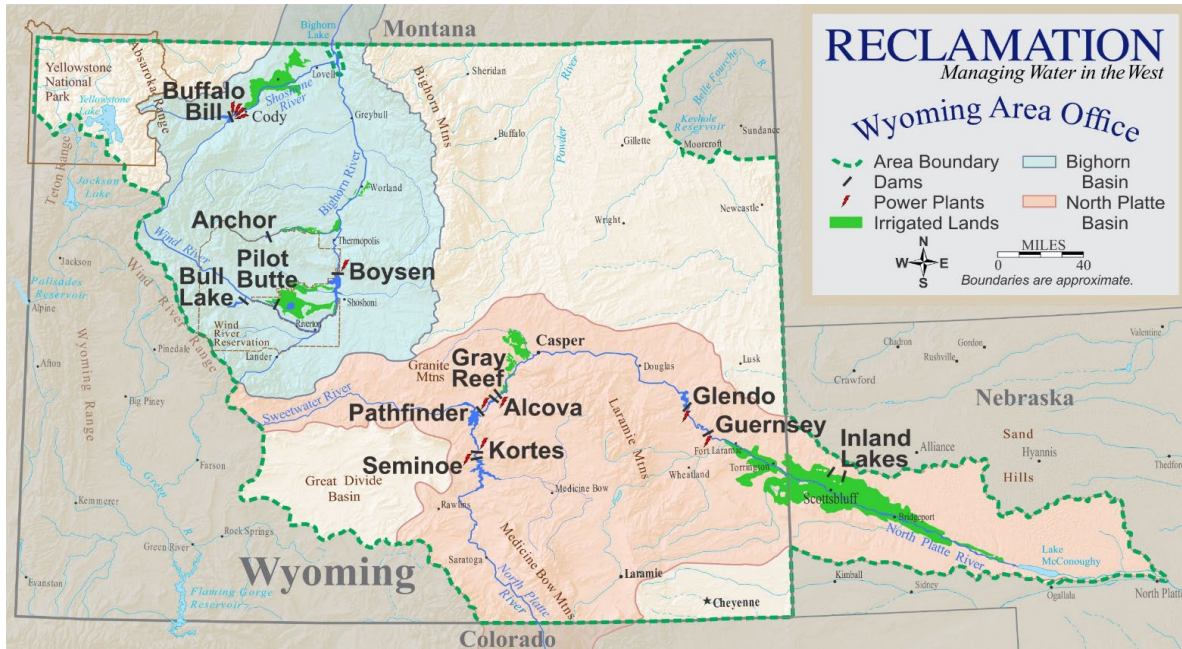 Montana
RECLAMATION
Managing Water in the West
Wyoming Area Office
Area Boundary
Dams
Power Plants
Irrigated Lands
Bighorn
Basin
North Platte
Basin
N
W
E
S
MILES
0
40
Boundaries are approximate.
Bighorn
Lake
Yellowstone
National
Park
Yellowstone
Lake
Absaroka Range
Teton Range
Jackson
Lake
Buffalo
Bill
Cody
Lovell
Shoshone
River
Greybull
Bighorn River
Worland
Bighorn Mtns
Sheridan
Buffalo
Powder
River
Gillette
Belle Fourche
R.
Keyhole
Reservoir
Moorcroft
Sundance
Newcastle
Wright
Anchor
Thermopolis
Wind River
Pilot
Butte
Bull
Lake
Boysen
Shoshoni
Riverton
Wind
River
Reservation
Lander
Wind River Range
Jackson
Palisades
Reservoir
Alpine
Afton
Wyoming Range
Pinedale
Big Piney
Green
River
Farson
Kemmerer
Green River
Rock Springs
Evanston
Flaming Gorge
Reservoir
Wyoming
Granite
Mtns
Sweetwater River
Gray
Reef
Casper
Pathfinder
Alcova
Kortes
Seminoe
Great Divide
Basin
Rawlins
Saratoga
Medicine Bow
Medicine Bow Mtns
North Platte
River
Laramie Mtns
Douglas
Lusk
Glendo
Guernsey
Fort Laramie
Torrington
Wheatland
Laramie
Cheyenne
Colorado
Inland
Lakes
Scottsbluff
Bridgeport
North Platte River
Nebraska
Chadron
Gordon
Rushville
Valentine
Crawford
Alliance
Sand
Hills
Hyannis
Thedford
Lake
McConoughy
Kimball
Sidney
Ogallala
North Platte